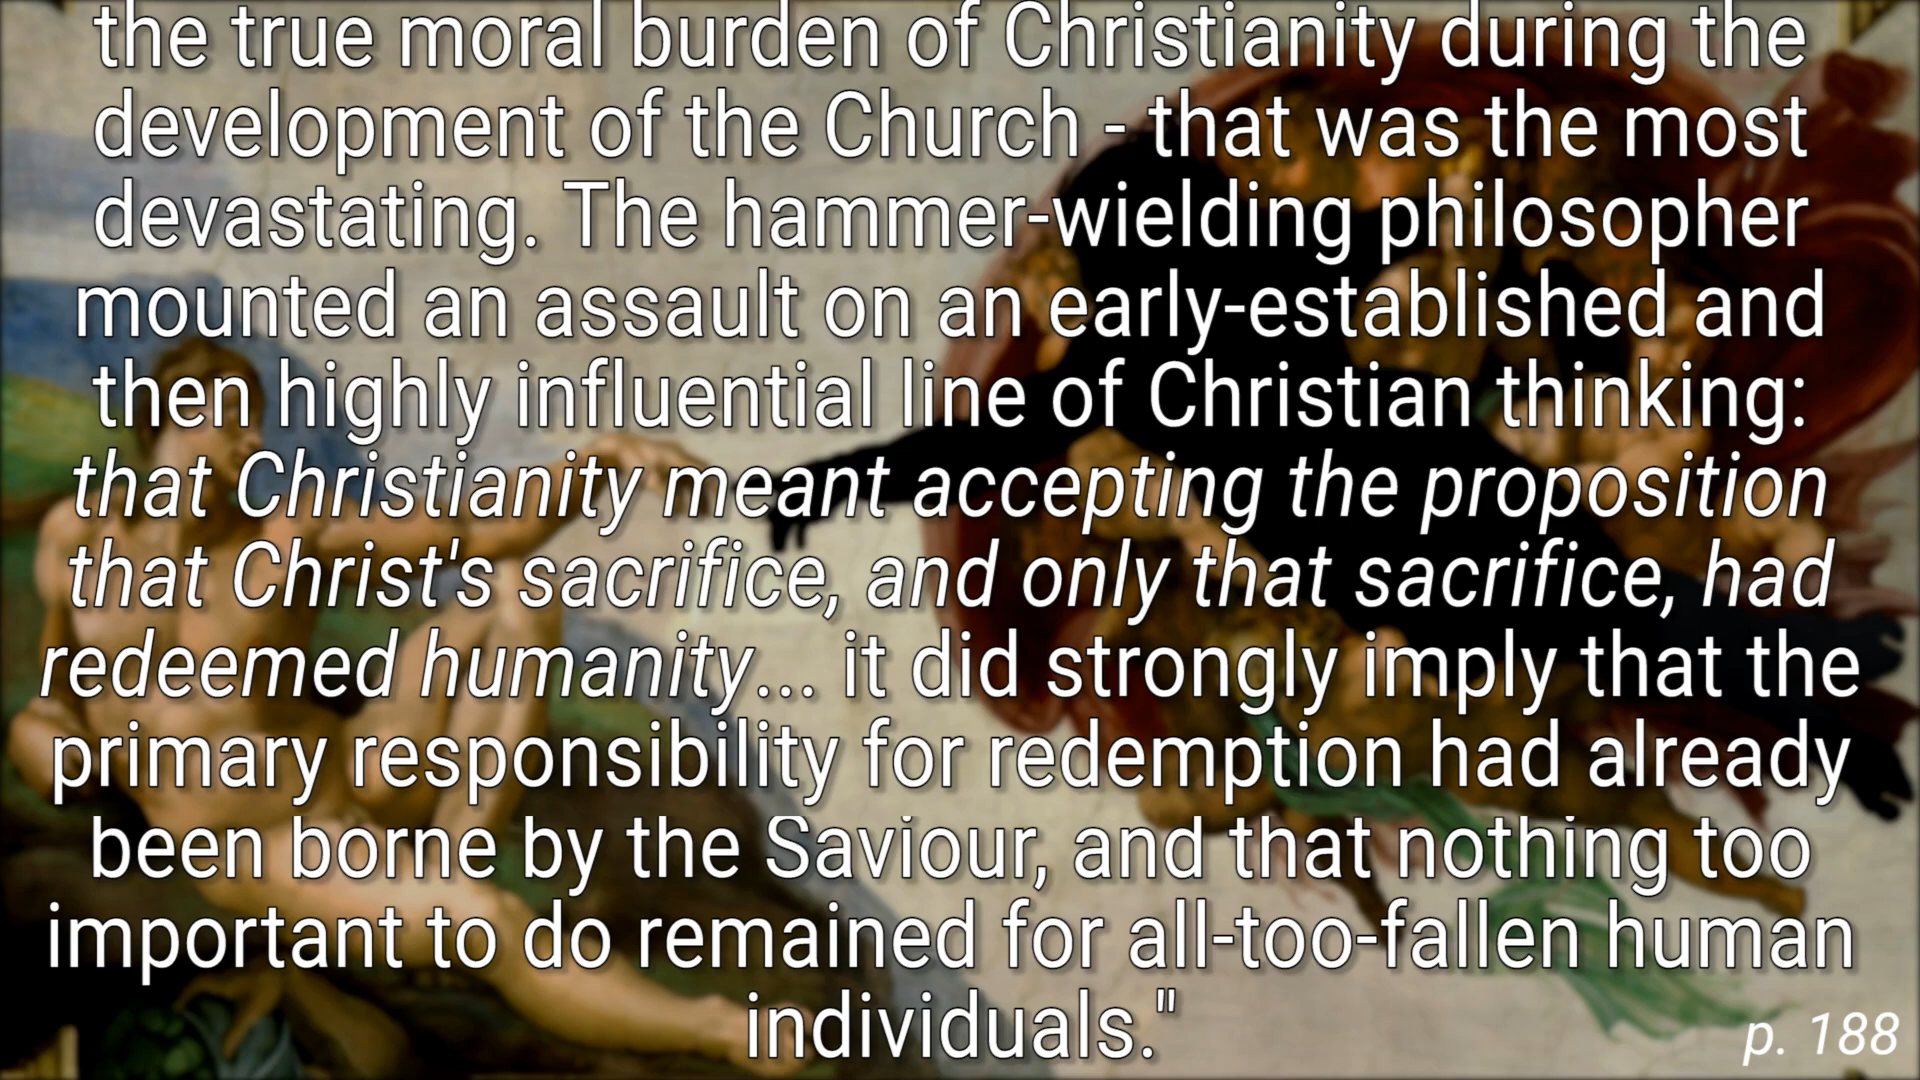 the true moral burden of Christianity during the
development of the Church - that was the most
devastating. The hammer-wielding philosopher
mounted an assault on an early-established and
then highly influential line of Christian thinking:
that Christianity meant accepting the proposition
that Christ's sacrifice, and only that sacrifice, had
redeemed humanity... it did strongly imply that the
primary responsibility for redemption had already
been borne by the Saviour, and that nothing too
important to do remained for all-too-fallen human
individuals."
p. 188